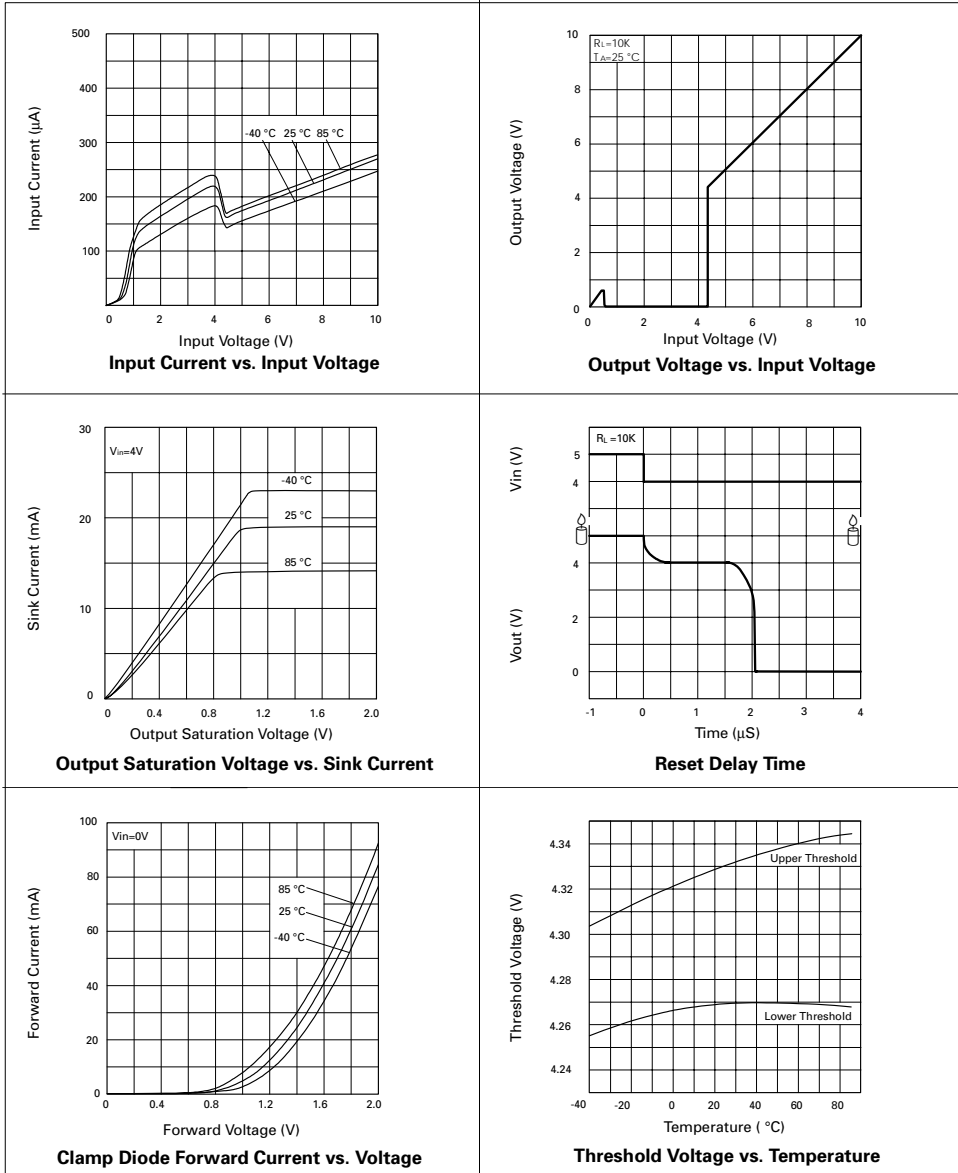 500
400
300
200
100
0
0 2 4 6 8 10
-40 °C 25 °C 85 °C
Input Current (µA)
Input Voltage (V)
Input Current vs. Input Voltage
RL=10K
TA=25 °C
10
8
6
4
2
0
0 2 4 6 8 10
Output Voltage (V)
Input Voltage (V)
Output Voltage vs. Input Voltage
30
20
10
0
Vin=4V
-40 °C
25 °C
85 °C
0 0.4 0.8 1.2 1.6 2.0
Sink Current (mA)
Output Saturation Voltage (V)
Output Saturation Voltage vs. Sink Current
RL =10K
5
4
4
2
0
-1 0 1 2 3 4
Vin (V)
Vout (V)
Time (µS)
Reset Delay Time
100
80
60
40
20
0
Vin=0V
85 °C
25 °C
-40 °C
0 0.4 0.8 1.2 1.6 2.0
Forward Current (mA)
Forward Voltage (V)
Clamp Diode Forward Current vs. Voltage
4.34
4.32
4.30
4.28
4.26
4.24
Upper Threshold
Lower Threshold
-40 -20 0 20 40 60 80
Threshold Voltage (V)
Temperature ( °C)
Threshold Voltage vs. Temperature